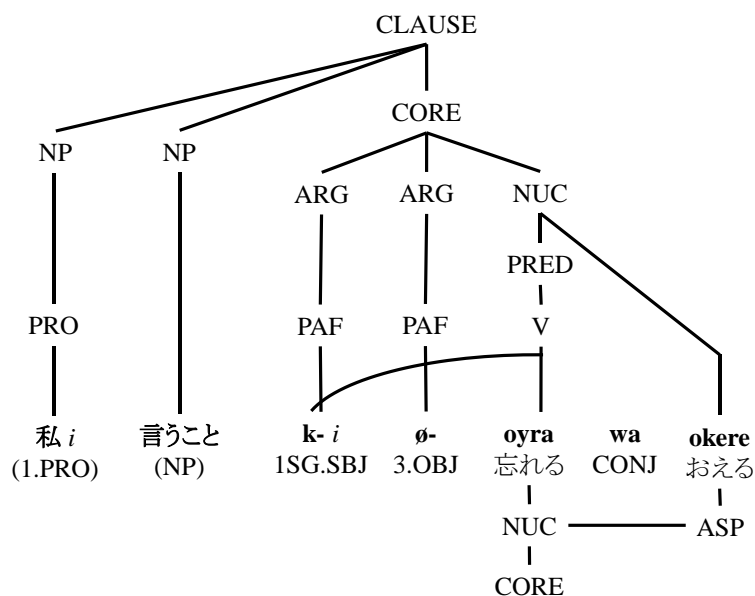 CLAUSE
CORE
NP NP
ARG ARG NUC
PRED
PRO PAF PAF V
私 i 言うこと k- i ø- oyra wa okere
(1.PRO) (NP) 1SG.SBJ 3.OBJ 忘れる CONJ おえる
NUC ASP
CORE